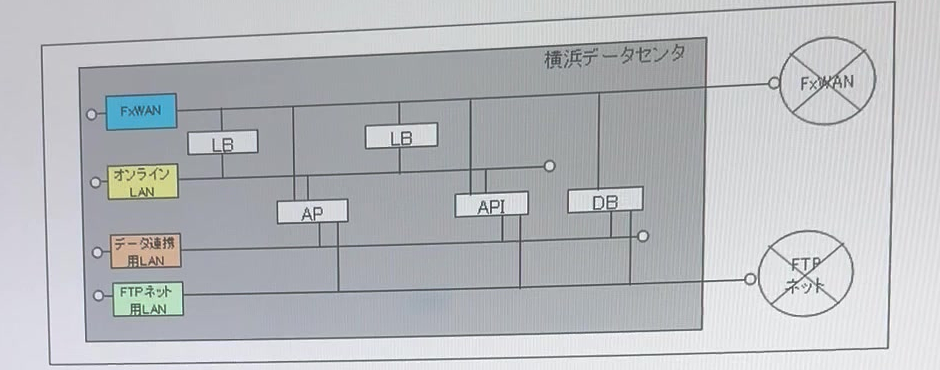 横浜データセンタ
FxWAN
FxWAN
LB
LB
オンライン
LAN
AP
API
DB
データ連携
用LAN
FTPネット
用LAN
FTP
ネット